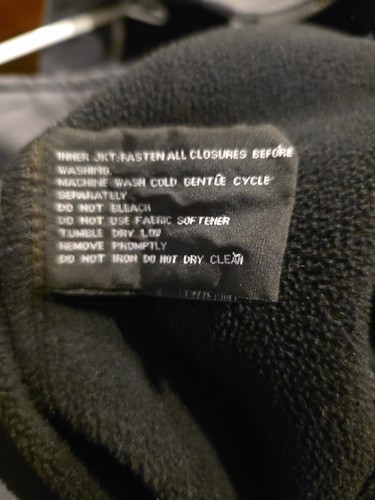 INNER JKT:FASTEN ALL CLOSURES BEFORE
WASHING.
MACHINE WASH COLD GENTLE CYCLE
SEPARATELY
DO NOT BLEACH
DO NOT USE FABRIC SOFTENER
TUMBLE DRY LOW
REMOVE PROMPTLY
DO NOT IRON DO NOT DRY CLEAN